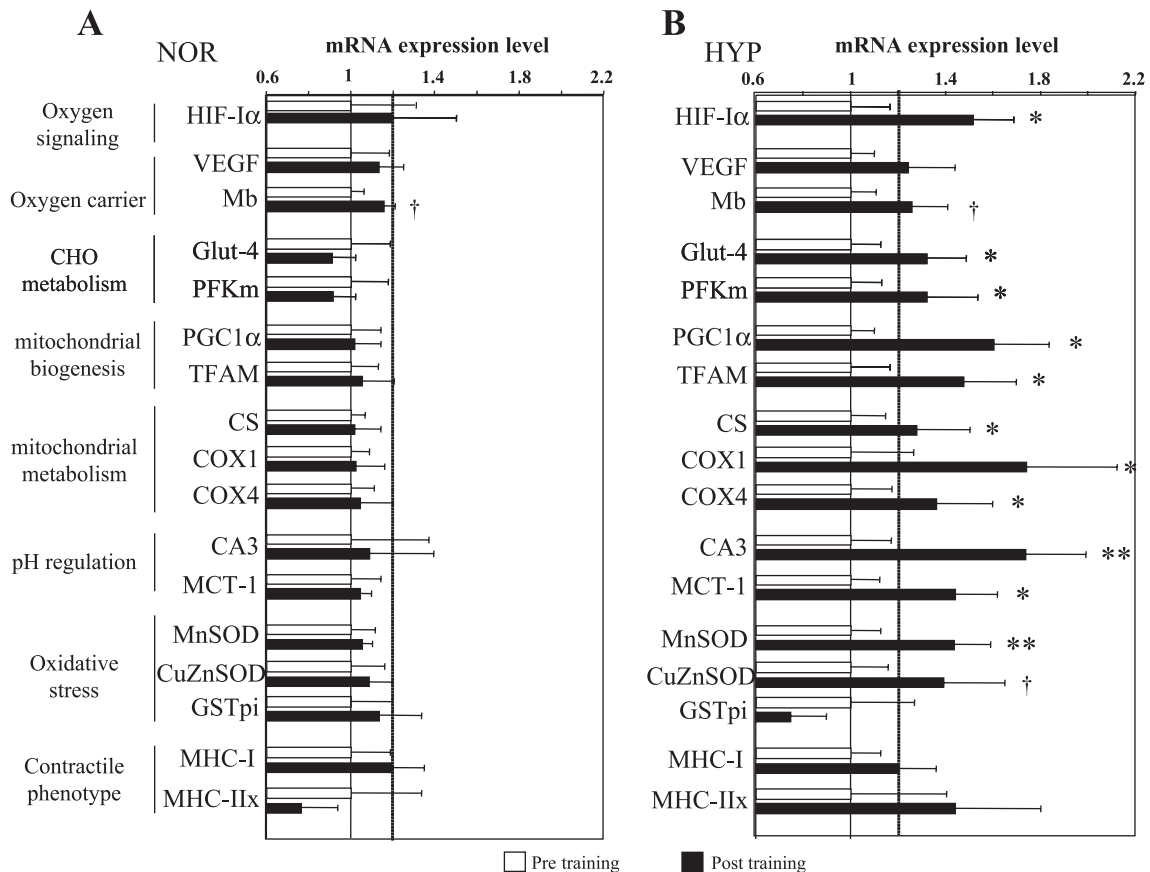 A
NOR
mRNA expression level
0.6 1 1.4 1.8 2.2
Oxygen
signaling
HIF-Iα
VEGF
Oxygen carrier
Mb
†
CHO
metabolism
Glut-4
PFKm
mitochondrial
biogenesis
PGC1α
TFAM
mitochondrial
metabolism
CS
COX1
COX4
pH regulation
CA3
MCT-1
Oxidative
stress
MnSOD
CuZnSOD
GSTpi
Contractile
phenotype
MHC-I
MHC-IIx
B
HYP
mRNA expression level
0.6 1 1.4 1.8 2.2
HIF-Iα *
VEGF
Mb †
Glut-4 *
PFKm *
PGC1α *
TFAM *
CS *
COX1 *
COX4 *
CA3 **
MCT-1 *
MnSOD **
CuZnSOD †
GSTpi
MHC-I
MHC-IIx
Pre training
Post training